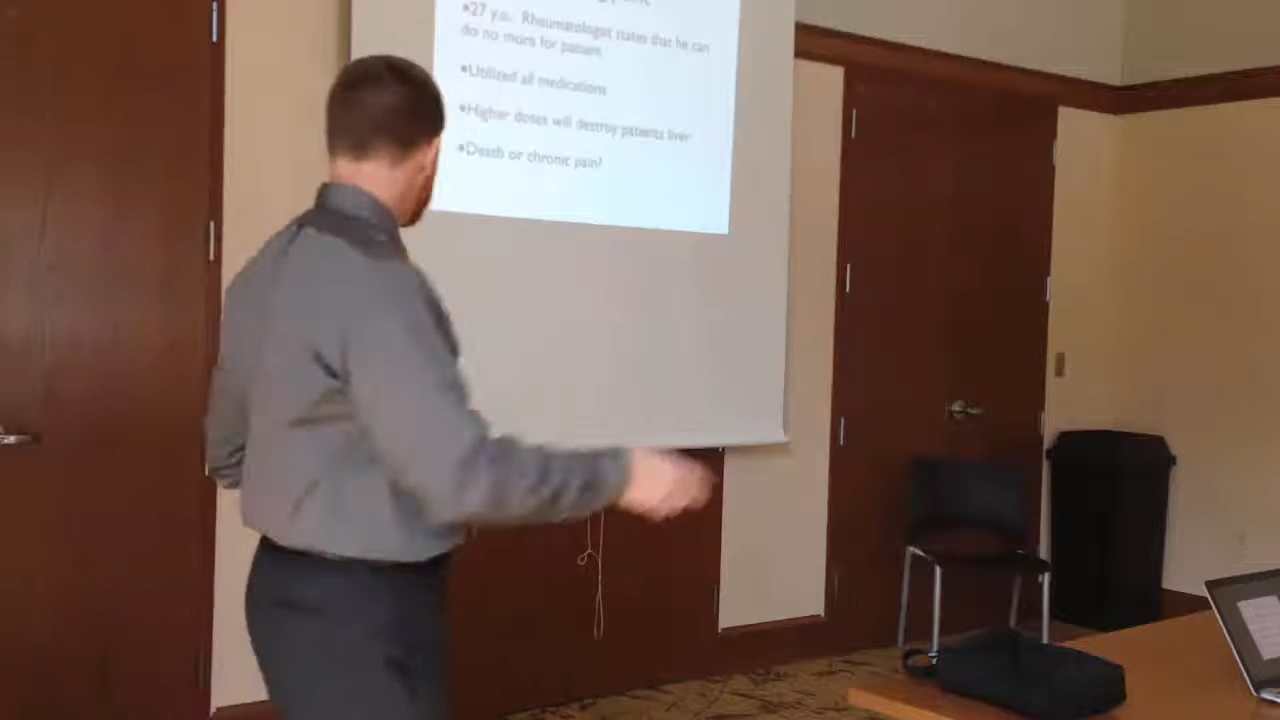 •27 y.o. Rheumatologist states that he can
do no more for patient
•Utilized all medications
•Higher doses will destroy patients liver
•Death or chronic pain?